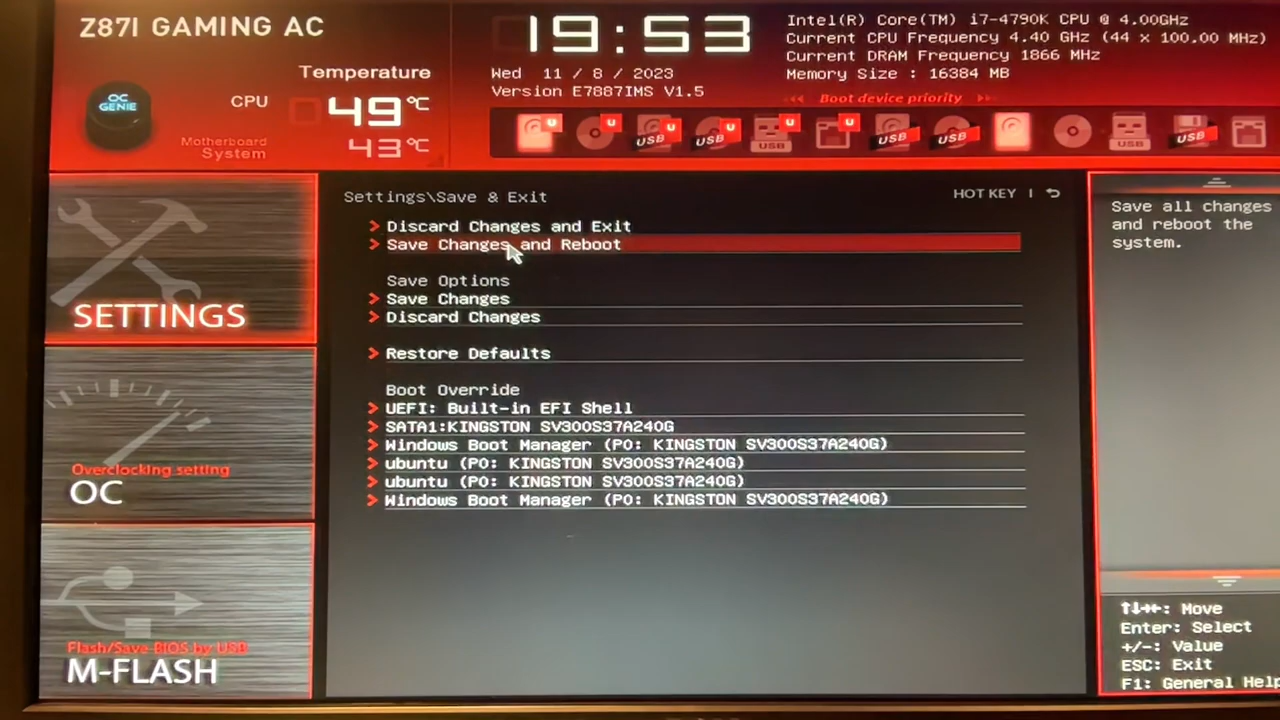 Z87I GAMING AC
OC
GENIE
Temperature
CPU
49°C
Motherboard
System
43°C
19:53
Wed 11 / 8 / 2023
Version E7887IMS V1.5
Intel(R) Core(TM) i7-4790K CPU @ 4.00GHz
Current CPU Frequency 4.40 GHz (44 x 100.00 MHz)
Current DRAM Frequency 1866 MHz
Memory Size : 16384 MB
Boot device priority
U U USB U USB U USB U U USB USB USB USB
SETTINGS
Overclocking setting
OC
Flash/Save BIOS by USB
M-FLASH
Settings\Save & Exit
HOT KEY |
> Discard Changes and Exit
> Save Changes and Reboot
Save Options
> Save Changes
> Discard Changes
> Restore Defaults
Boot Override
> UEFI: Built-in EFI Shell
> SATA1:KINGSTON SV300S37A240G
> Windows Boot Manager (P0: KINGSTON SV300S37A240G)
> ubuntu (P0: KINGSTON SV300S37A240G)
> ubuntu (P0: KINGSTON SV300S37A240G)
> Windows Boot Manager (P0: KINGSTON SV300S37A240G)
Save all changes
and reboot the
system.
↑↓→←: Move
Enter: Select
+/-: Value
ESC: Exit
F1: General Help